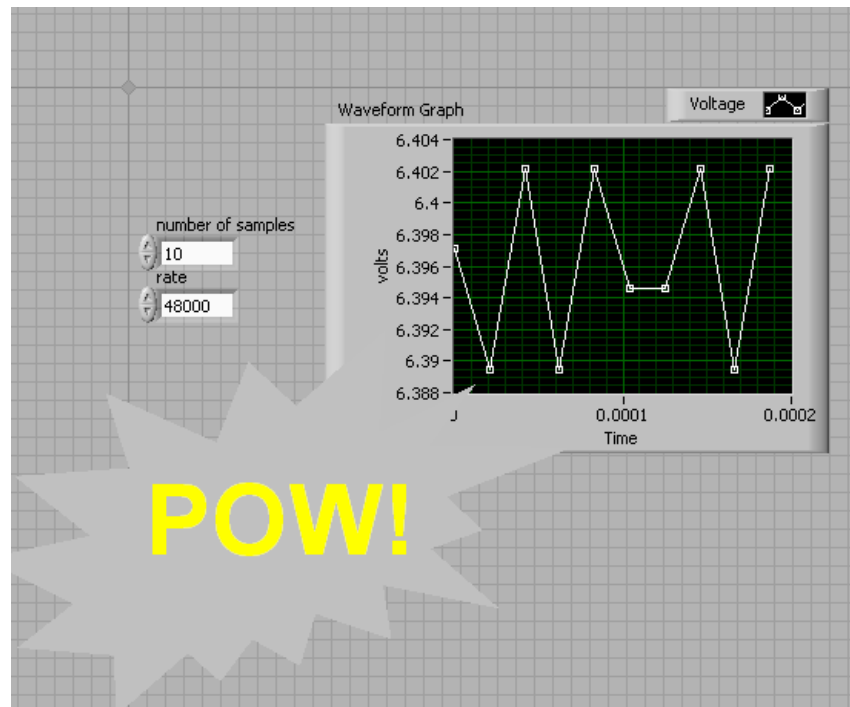 Waveform Graph
Voltage
6.404
6.402
6.4
6.398
6.396
6.394
6.392
6.39
6.388
volts
0.0001
0.0002
Time
number of samples
10
rate
48000
POW!